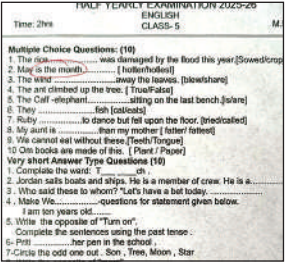 HALF YEARLY EXAMINATION 2025-26
ENGLISH
Time: 2hrs CLASS- 5 M.
Multiple Choice Questions: (10)
1. The rice............... was damaged by the flood this year.[Sowed/crop
2. May is the month............. [ hotter/hottest]
3. The wind ..................away the leaves. [blew/share]
4. The ant climbed up the tree. [ True/False]
5. The Calf -elephant..............sitting on the last bench.[is/are]
6. They ................fish [eat/eats]
7. Ruby ................to dance but fell upon the floor. [tried/called]
8. My aunt is .................than my mother [ fatter/ fattest]
9. We cannot eat without these.[Teeth/Tongue]
10 Our books are made of this. [ Plant / Paper]
Very short Answer Type Questions (10)
1. Complete the ward: T____ch .
2. Jordan sails boats and ships. He is a member of crew. He is a...........
3 . Who said these to whom? "Let's have a bet today. ...............
4 . Make We..............-questions for statement given below.
I am ten years old.......
5. Write the opposite of "Turn on".
Complete the sentences using the past tense .
6- Priti ..............her pen in the school .
7-Circle the odd one out . Son , Tree, Moon , Star